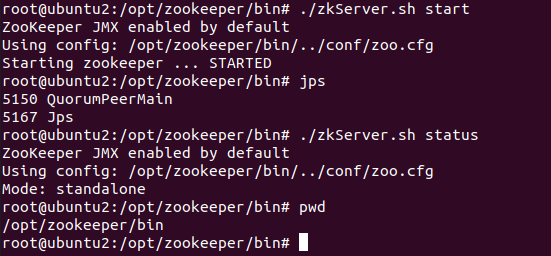 root@ubuntu2:/opt/zookeeper/bin# ./zkServer.sh start
ZooKeeper JMX enabled by default
Using config: /opt/zookeeper/bin/../conf/zoo.cfg
Starting zookeeper ... STARTED
root@ubuntu2:/opt/zookeeper/bin# jps
5150 QuorumPeerMain
5167 Jps
root@ubuntu2:/opt/zookeeper/bin# ./zkServer.sh status
ZooKeeper JMX enabled by default
Using config: /opt/zookeeper/bin/../conf/zoo.cfg
Mode: standalone
root@ubuntu2:/opt/zookeeper/bin# pwd
/opt/zookeeper/bin
root@ubuntu2:/opt/zookeeper/bin#